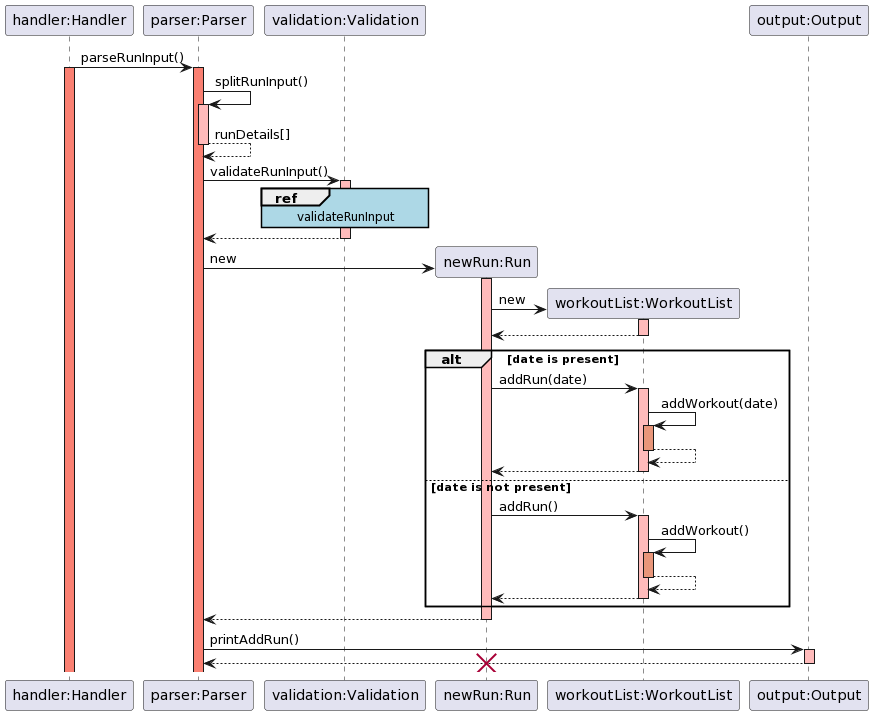 handler:Handler
parser:Parser
validation:Validation
output:Output
parseRunInput()
splitRunInput()
runDetails[]
validateRunInput()
ref
validateRunInput
new
newRun:Run
new
workoutList:WorkoutList
alt
[date is present]
addRun(date)
addWorkout(date)
[date is not present]
addRun()
addWorkout()
printAddRun()
handler:Handler
parser:Parser
validation:Validation
newRun:Run
workoutList:WorkoutList
output:Output